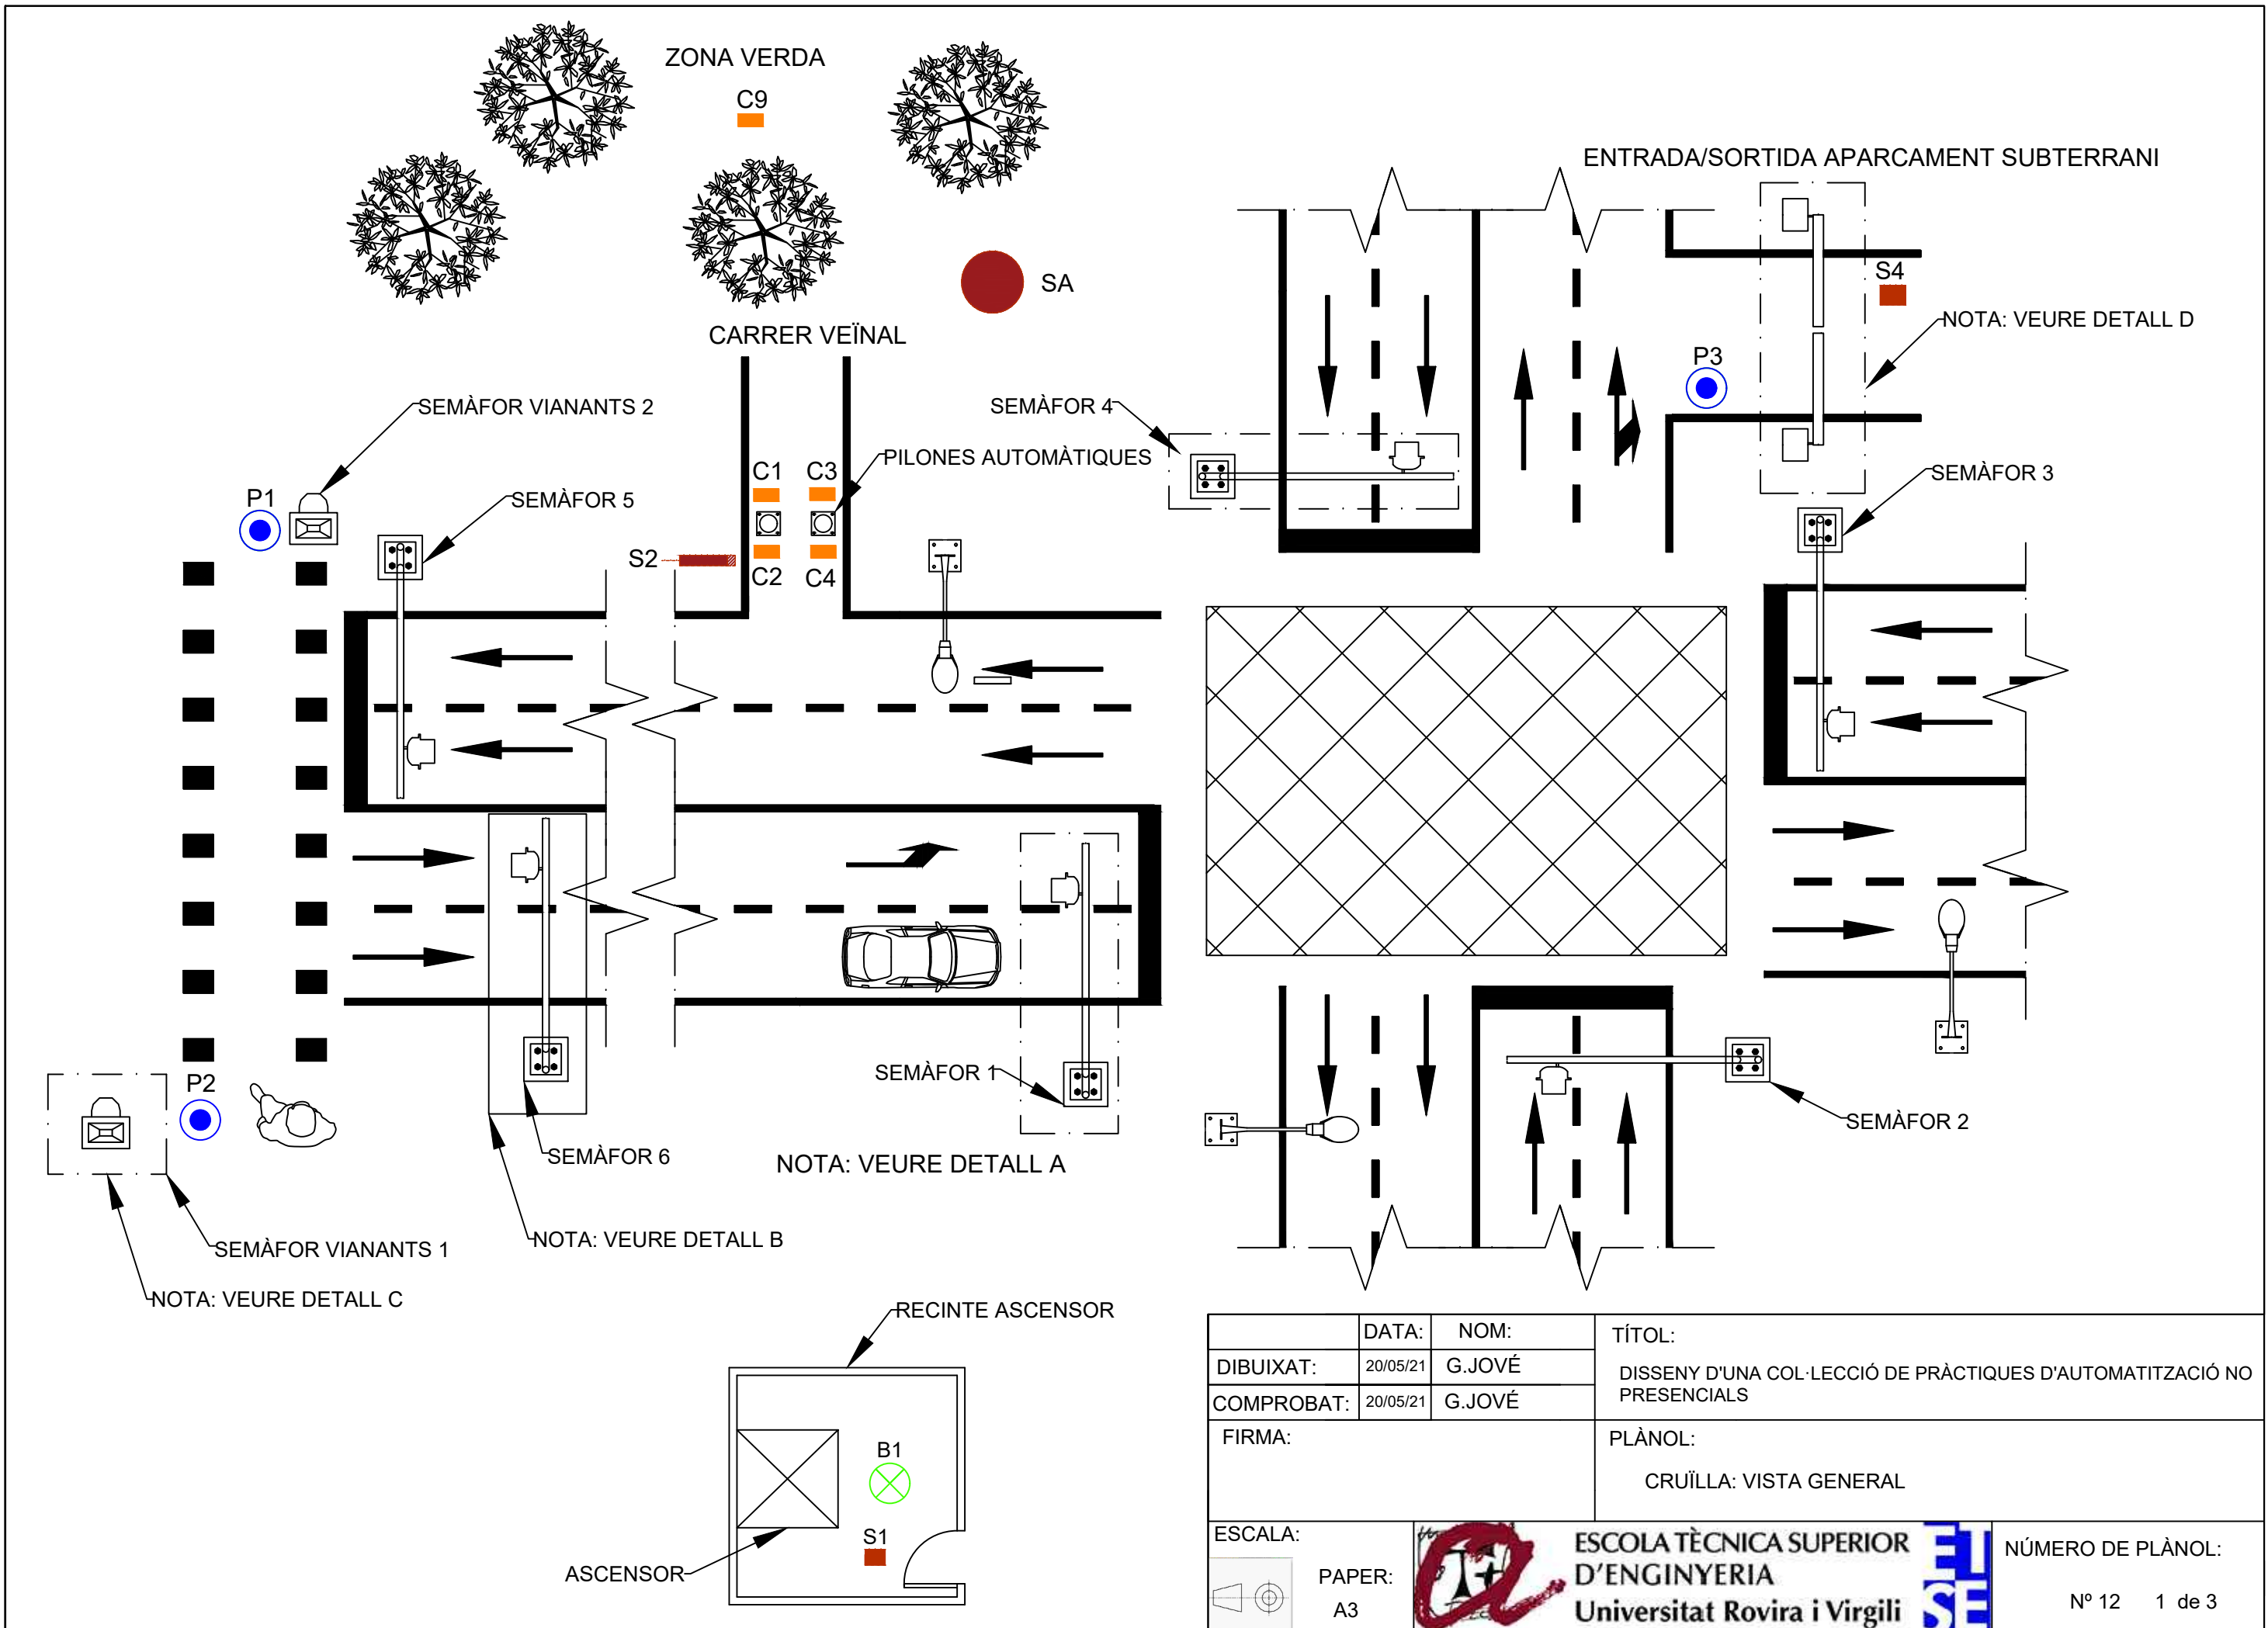 ZONA VERDA
C9
ENTRADA/SORTIDA APARCAMENT SUBTERRANI
SA
S4
CARRER VEÏNAL
NOTA: VEURE DETALL D
P3
SEMÀFOR VIANANTS 2
SEMÀFOR 4
PILONES AUTOMÀTIQUES
C1 C3
SEMÀFOR 3
P1
SEMÀFOR 5
S2
C2 C4
SEMÀFOR 1
P2
SEMÀFOR 2
SEMÀFOR 6
NOTA: VEURE DETALL A
NOTA: VEURE DETALL B
SEMÀFOR VIANANTS 1
NOTA: VEURE DETALL C
RECINTE ASCENSOR
B1
S1
ASCENSOR
DATA: NOM:
DIBUIXAT: 20/05/21 G.JOVÉ
COMPROBAT: 20/05/21 G.JOVÉ
FIRMA:
TÍTOL:
DISSENY D'UNA COL·LECCIÓ DE PRÀCTIQUES D'AUTOMATITZACIÓ NO
PRESENCIALS
PLÀNOL:
CRUÏLLA: VISTA GENERAL
ESCALA:
PAPER:
A3
ESCOLA TÈCNICA SUPERIOR
D'ENGINYERIA
Universitat Rovira i Virgili
ET
SE
NÚMERO DE PLÀNOL:
Nº 12 1 de 3